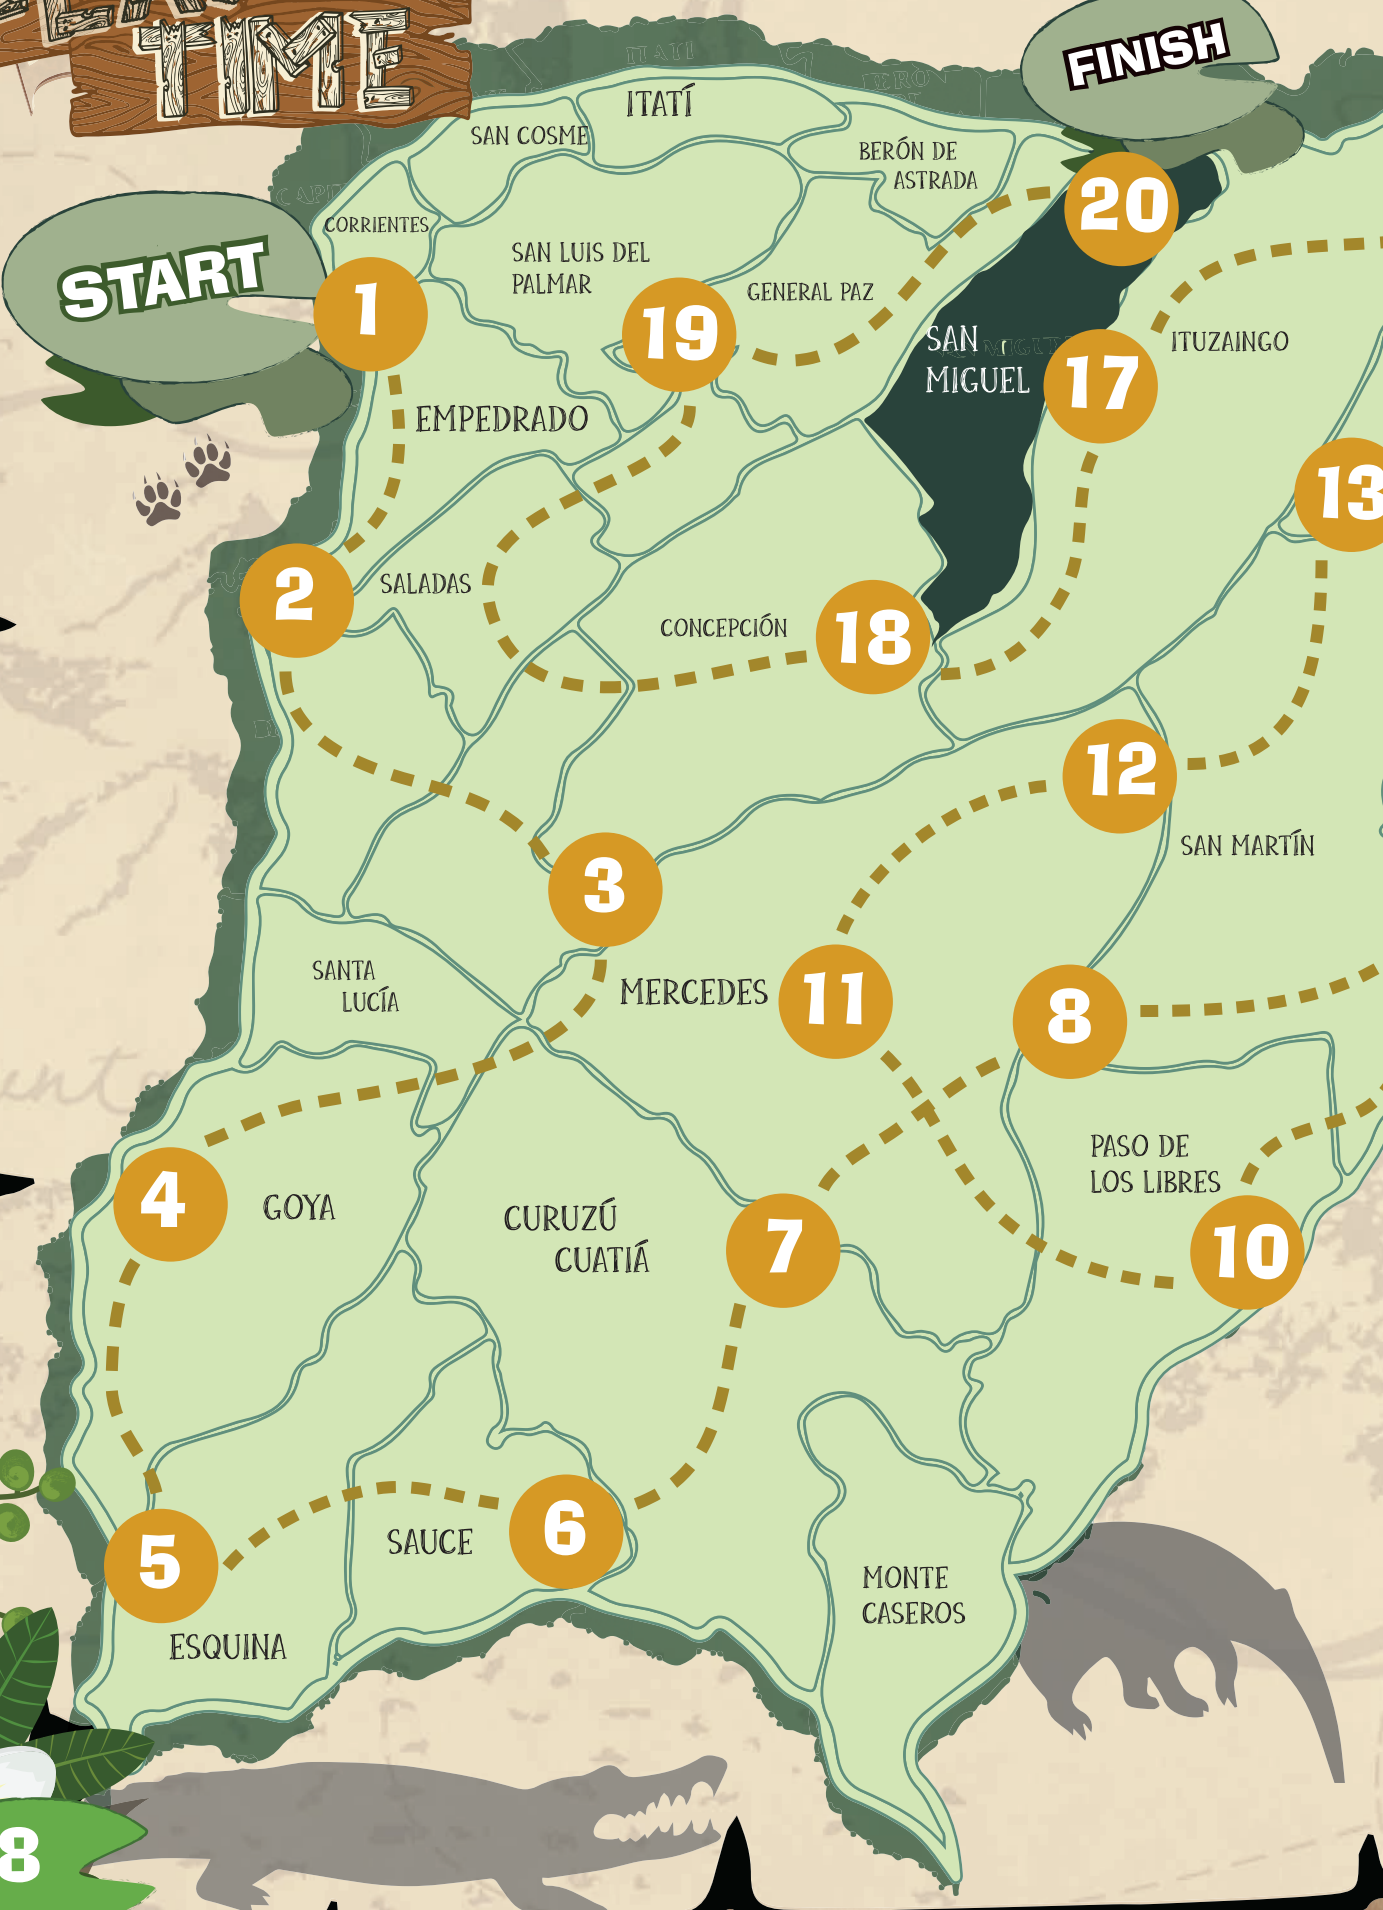 TIME
FINISH
ITATÍ
SAN COSME
BERÓN DE
ASTRADA
START
CORRIENTES
20
SAN LUIS DEL
PALMAR
1
GENERAL PAZ
19
SAN
MIGUEL
17
ITUZAINGO
EMPEDRADO
13
2
SALADAS
CONCEPCIÓN
18
12
SAN MARTÍN
3
SANTA
LUCÍA
MERCEDES
11
8
PASO DE
LOS LIBRES
4
GOYA
CURUZÚ
CUATIÁ
7
10
5
SAUCE
6
MONTE
CASEROS
ESQUINA
8